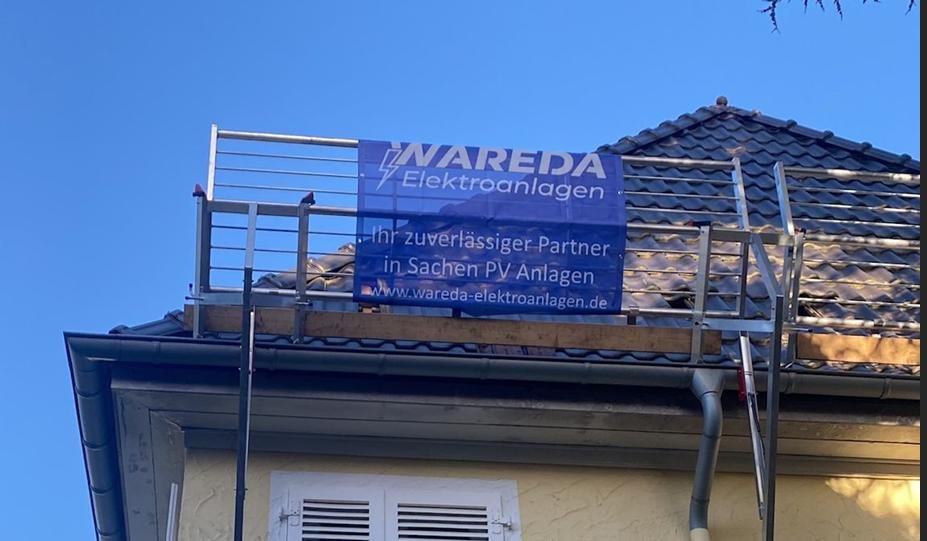 WAREDA
Elektroanlagen
Ihr zuverlässiger Partner
in Sachen PV Anlagen
www.wareda-elektroanlagen.de